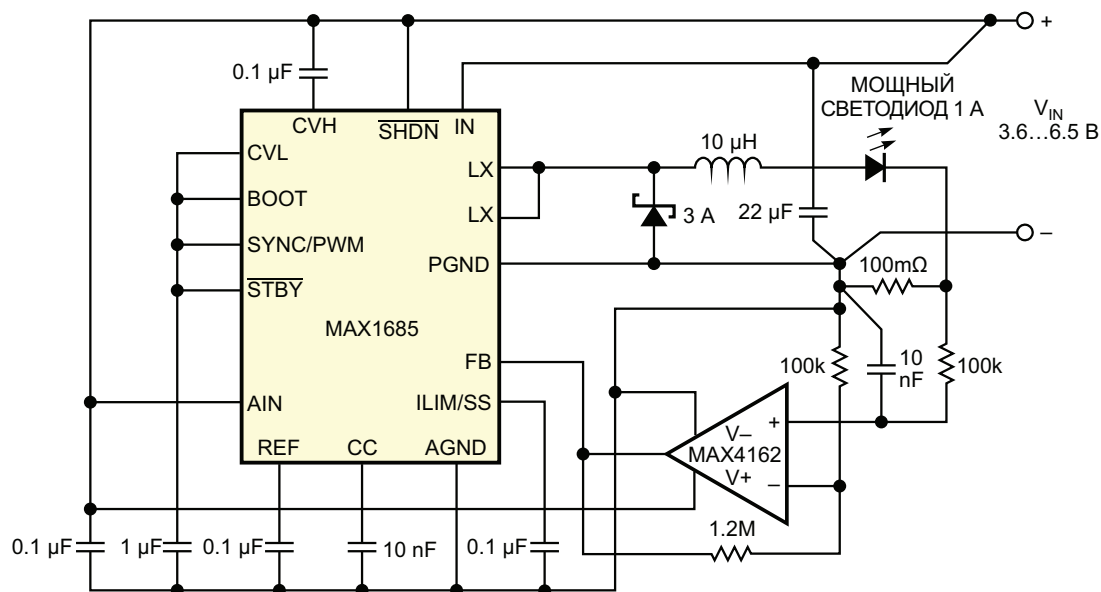 +
0.1 µF
МОЩНЫЙ
СВЕТОДИОД 1 А
VIN
3.6…6.5 В
CVH
SHDN
IN
10 µH
CVL
LX
BOOT
LX
3 A
22 µF
SYNC/PWM
–
PGND
100mΩ
STBY
MAX1685
FB
100k
10
nF
100k
AIN
ILIM/SS
+
V–
REF
CC
AGND
MAX4162
V+
–
1.2M
0.1 µF
1 µF
0.1 µF
10 nF
0.1 µF